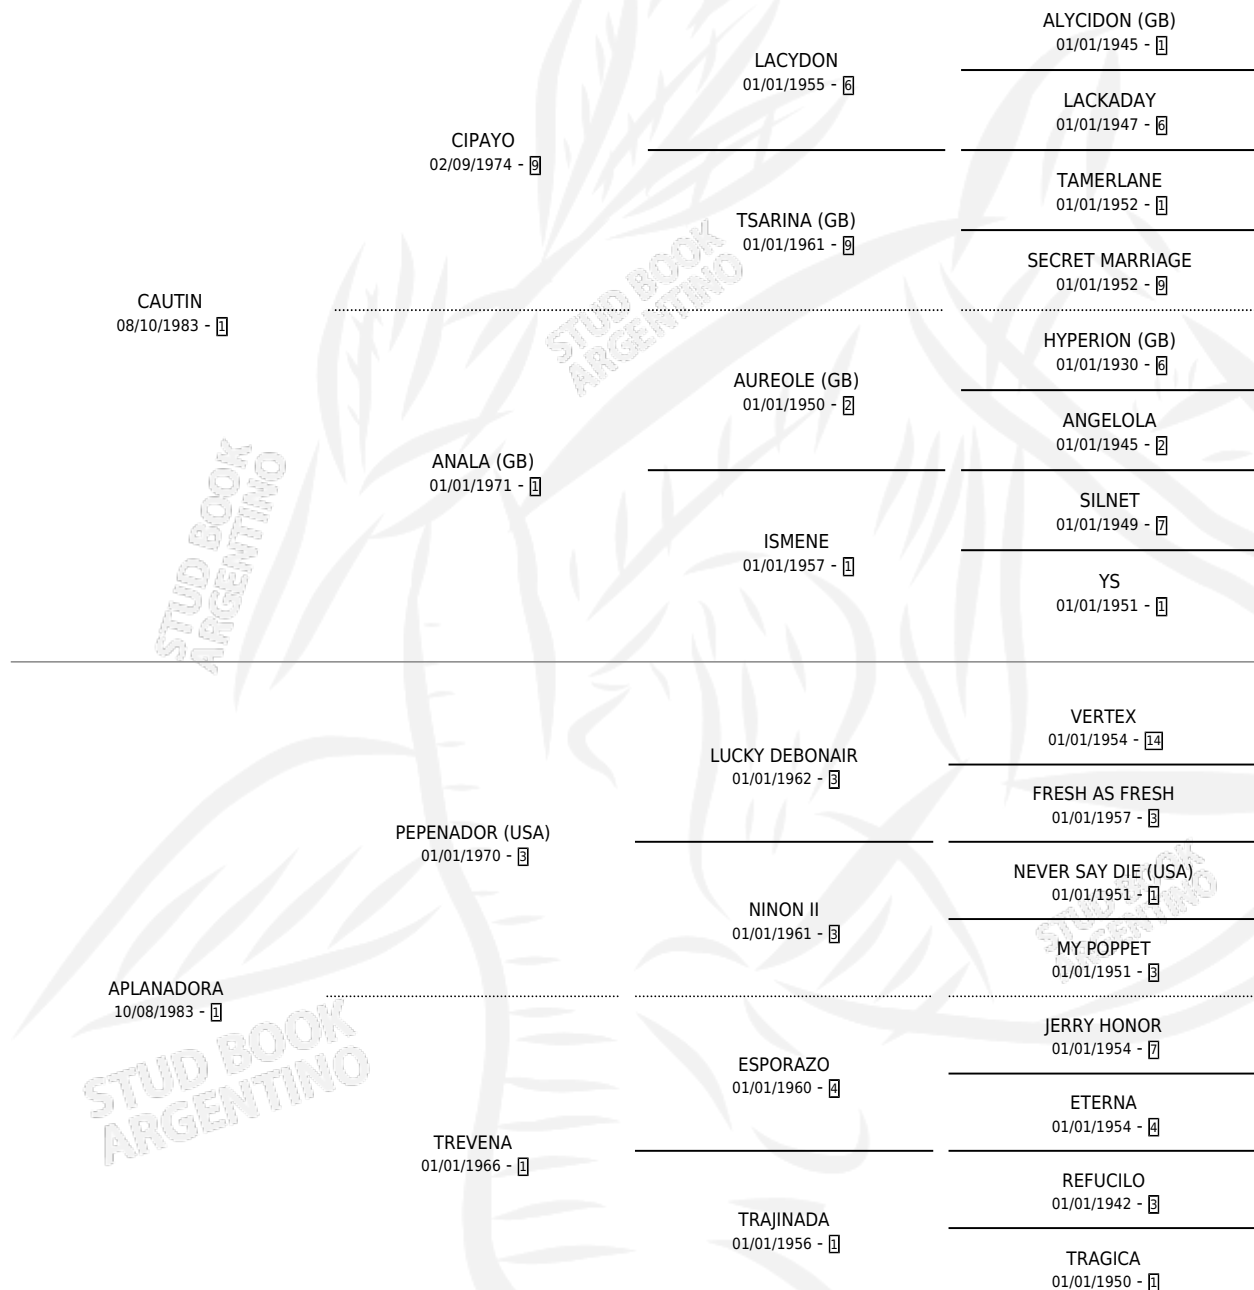 CAUTIN
08/10/1983 - 1
CIPAYO
02/09/1974 - 9
LACYDON
01/01/1955 - 6
ALYCIDON (GB)
01/01/1945 - 1
LACKADAY
01/01/1947 - 6
TSARINA (GB)
01/01/1961 - 9
TAMERLANE
01/01/1952 - 1
SECRET MARRIAGE
01/01/1952 - 9
ANALA (GB)
01/01/1971 - 1
AUREOLE (GB)
01/01/1950 - 2
HYPERION (GB)
01/01/1930 - 6
ANGELOLA
01/01/1945 - 2
ISMENE
01/01/1957 - 1
SILNET
01/01/1949 - 7
YS
01/01/1951 - 1
APLANADORA
10/08/1983 - 1
PEPENADOR (USA)
01/01/1970 - 3
LUCKY DEBONAIR
01/01/1962 - 3
VERTEX
01/01/1954 - 14
FRESH AS FRESH
01/01/1957 - 3
NINON II
01/01/1961 - 3
NEVER SAY DIE (USA)
01/01/1951 - 1
MY POPPET
01/01/1951 - 3
TREVENA
01/01/1966 - 1
ESPORAZO
01/01/1960 - 4
JERRY HONOR
01/01/1954 - 7
ETERNA
01/01/1954 - 4
TRAJINADA
01/01/1956 - 1
REFUCILO
01/01/1942 - 3
TRAGICA
01/01/1950 - 1
STUD BOOK
ARGENTINO
STUD BOOK
ARGENTINO
STUD BOOK
ARGENTINO
STUD BOOK
ARGENTINO